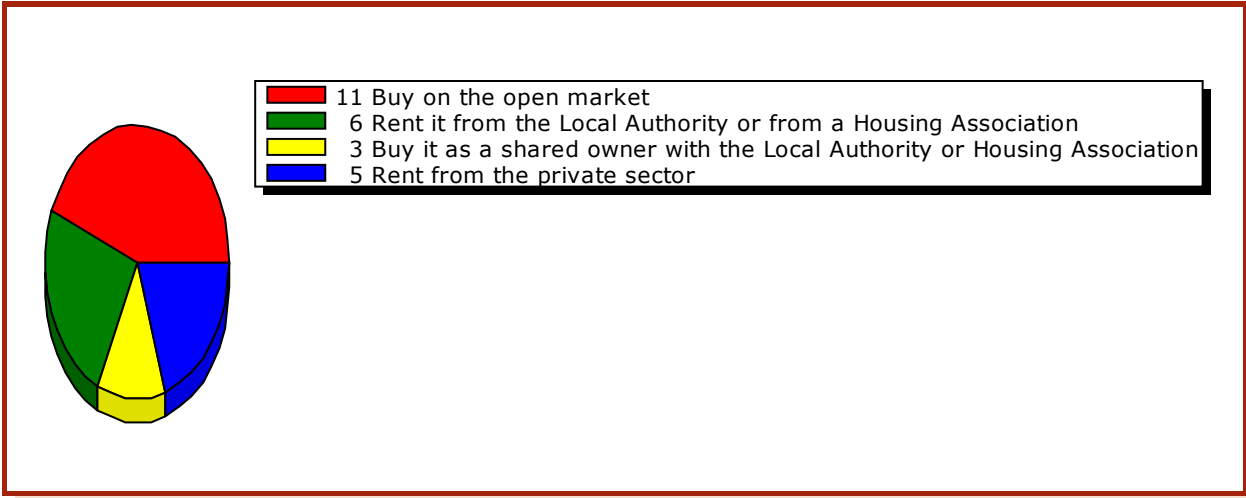 11 Buy on the open market
6 Rent it from the Local Authority or from a Housing Association
3 Buy it as a shared owner with the Local Authority or Housing Association
5 Rent from the private sector